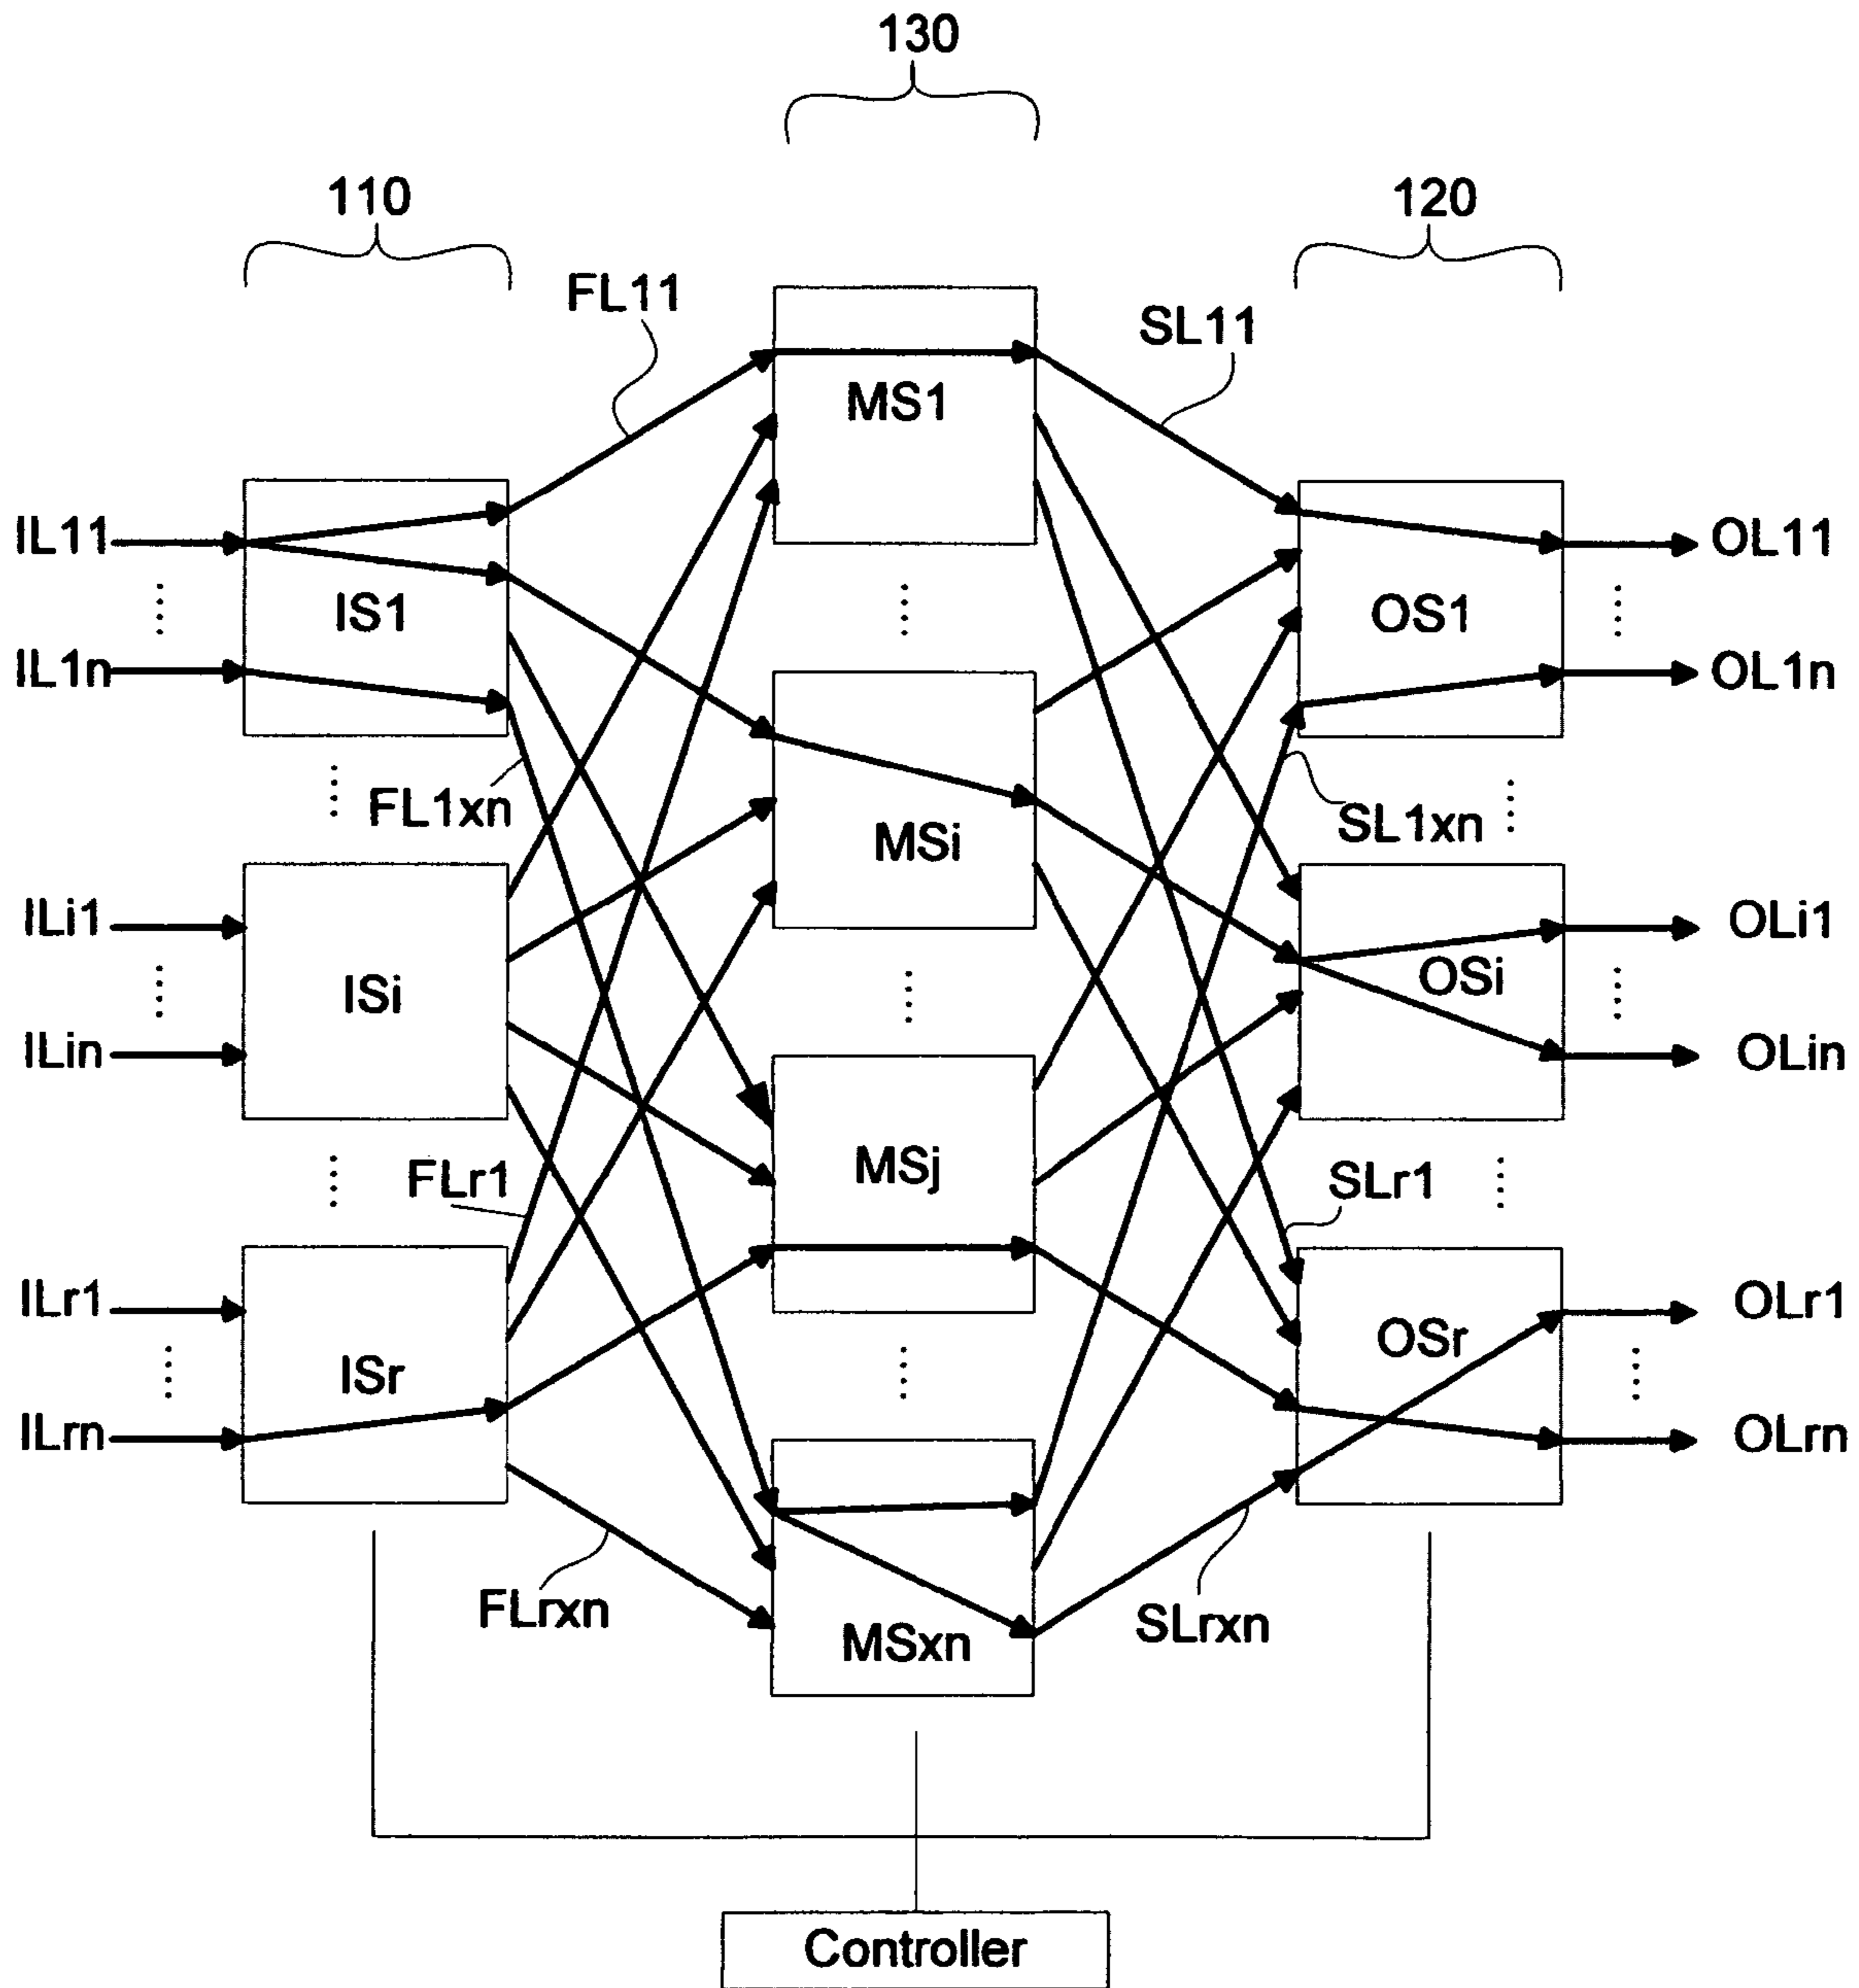 130
110
120
FL11
SL11
MS1
IL11
OL11
IS1
OS1
IL1n
OL1n
FL1xn
SL1xn
MSi
ILi1
OLi1
ISi
OSi
ILin
OLin
MSj
FLr1
SLr1
ILr1
OLr1
OSr
ISr
ILrn
OLrn
FLrxn
SLrxn
MSxn
Controller